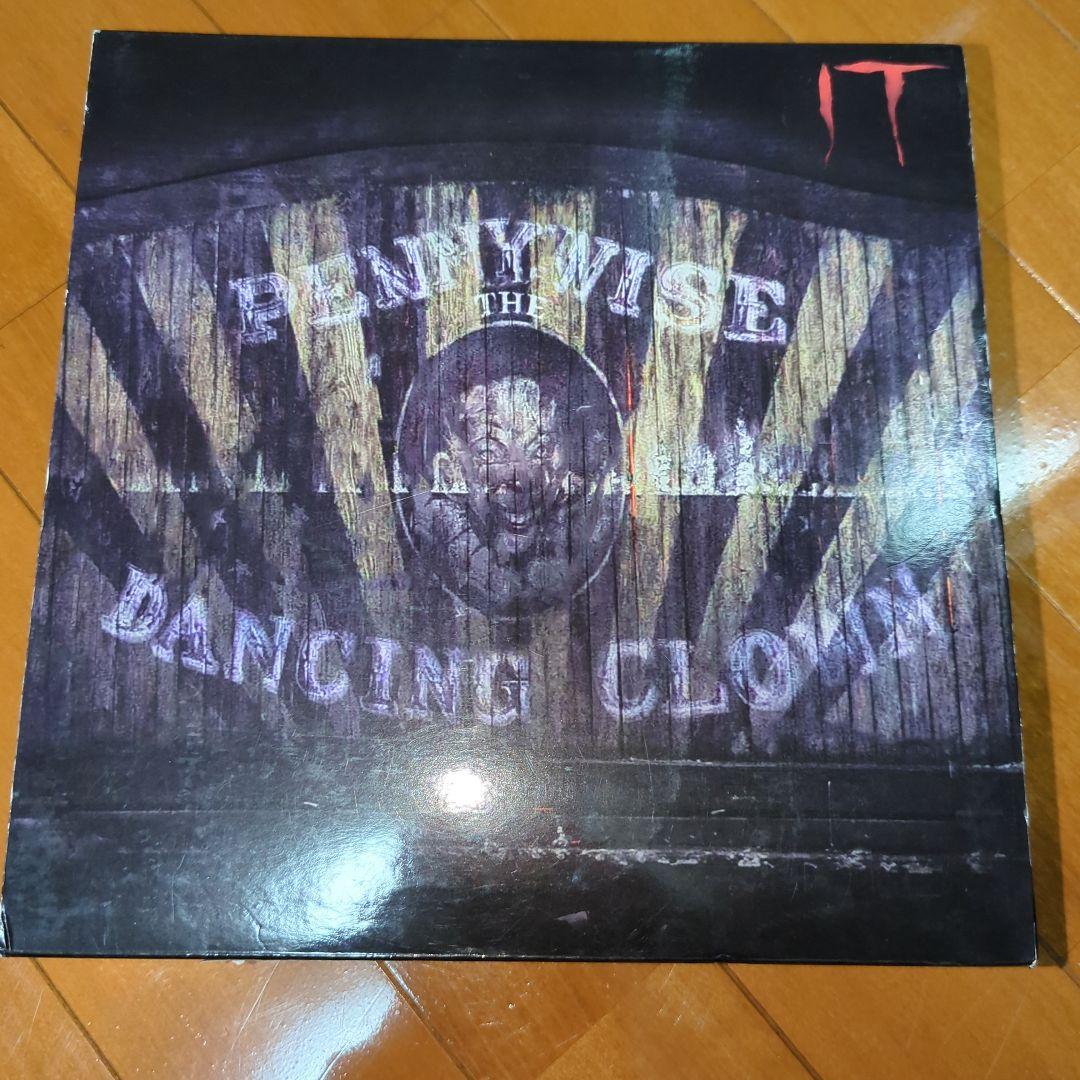 IT
PENNYWISE
THE
DANCING CLOWN